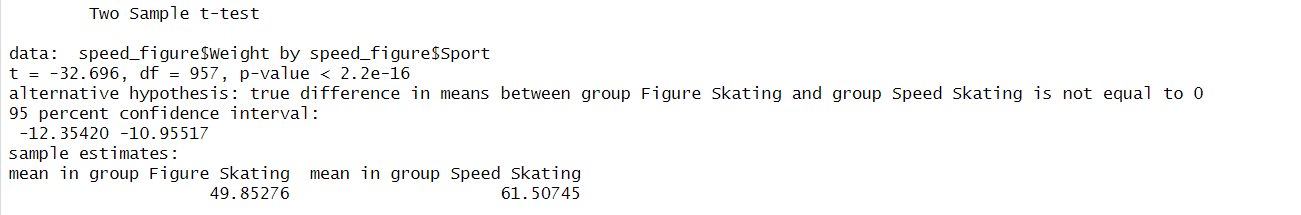 Two Sample t-test
data:  speed_figure$Weight by speed_figure$Sport
t = -32.696, df = 957, p-value < 2.2e-16
alternative hypothesis: true difference in means between group Figure Skating and group Speed Skating is not equal to 0
95 percent confidence interval:
 -12.35420 -10.95517
sample estimates:
mean in group Figure Skating  mean in group Speed Skating
                    49.85276                     61.50745